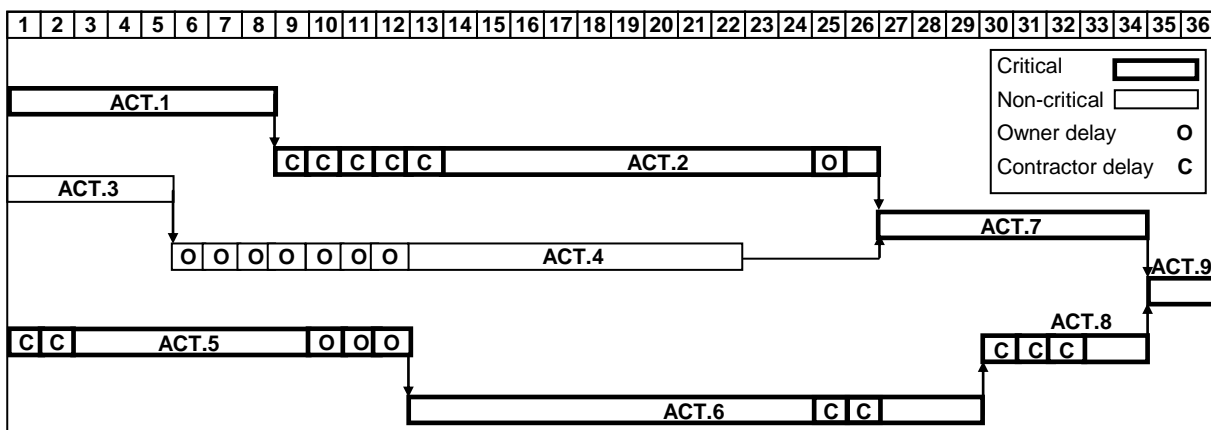 1 2 3 4 5 6 7 8 9 10 11 12 13 14 15 16 17 18 19 20 21 22 23 24 25 26 27 28 29 30 31 32 33 34 35 36
Critical
Non-critical
Owner delay O
Contractor delay C
ACT.1
C C C C C ACT.2 O
ACT.3
ACT.7
O O O O O O O ACT.4
ACT.9
ACT.8
C C ACT.5 O O O
C C C
ACT.6 C C